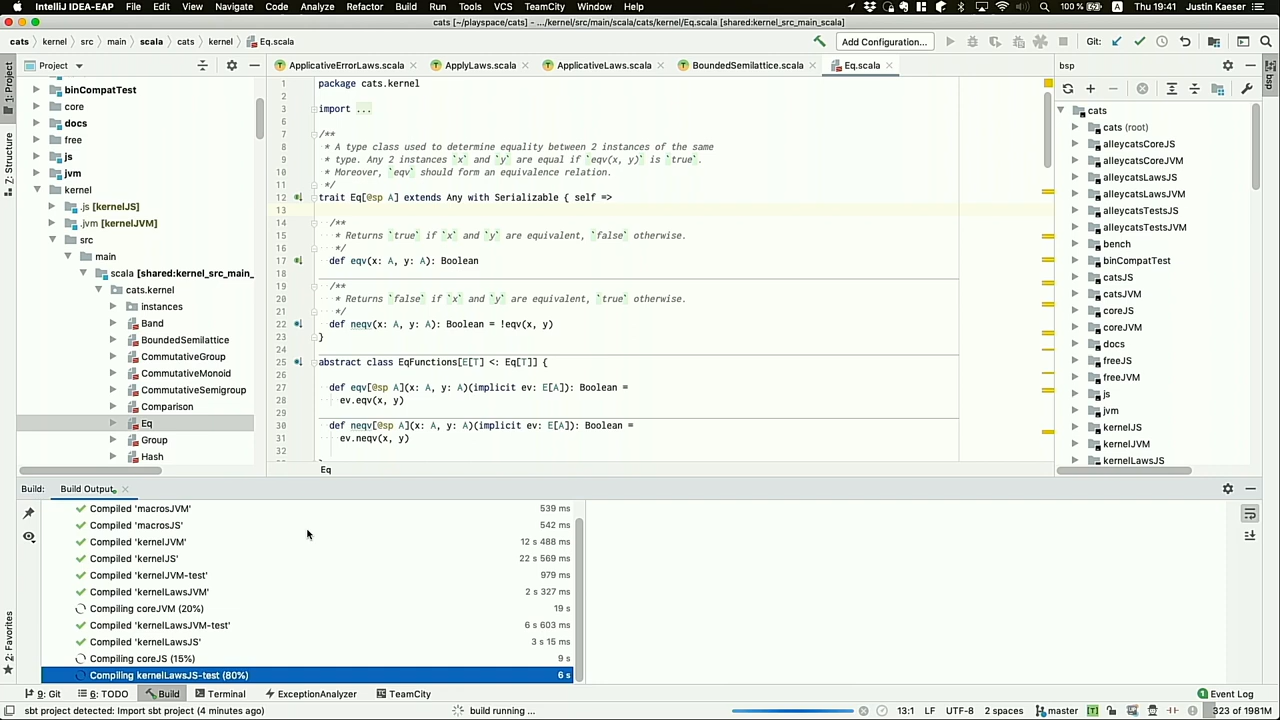 IntelliJ IDEA-EAP File Edit View Navigate Code Analyze Refactor Build Run Tools VCS TeamCity Window Help 100 % A Thu 19:41 Justin Kaeser
cats [~/playspace/cats] - .../kernel/src/main/scala/cats/kernel/Eq.scala [shared:kernel_src_main_scala]
cats kernel src main scala cats kernel Eq.scala Add Configuration... Git:
1: Project
Z: Structure
2: Favorites
Project
binCompatTest
core
docs
free
js
jvm
kernel
.js [kernelJS]
.jvm [kernelJVM]
src
main
scala [shared:kernel_src_main_
cats.kernel
instances
Band
BoundedSemilattice
CommutativeGroup
CommutativeMonoid
CommutativeSemigroup
Comparison
Eq
Group
Hash
ApplicativeErrorLaws.scala ApplyLaws.scala ApplicativeLaws.scala BoundedSemilattice.scala Eq.scala
1 package cats.kernel
2
3 import ...
6
7 /**
8 * A type class used to determine equality between 2 instances of the same
9 * type. Any 2 instances `x` and `y` are equal if `eqv(x, y)` is `true`.
10 * Moreover, `eqv` should form an equivalence relation.
11 */
12 trait Eq[@sp A] extends Any with Serializable { self =>
13
14 /**
15 * Returns `true` if `x` and `y` are equivalent, `false` otherwise.
16 */
17 def eqv(x: A, y: A): Boolean
18
19 /**
20 * Returns `false` if `x` and `y` are equivalent, `true` otherwise.
21 */
22 def neqv(x: A, y: A): Boolean = !eqv(x, y)
23 }
24
25 abstract class EqFunctions[E[T] <: Eq[T]] {
26
27 def eqv[@sp A](x: A, y: A)(implicit ev: E[A]): Boolean =
28 ev.eqv(x, y)
29
30 def neqv[@sp A](x: A, y: A)(implicit ev: E[A]): Boolean =
31 ev.neqv(x, y)
32
Eq
bsp
bsp
cats
cats (root)
alleycatsCoreJS
alleycatsCoreJVM
alleycatsLawsJS
alleycatsLawsJVM
alleycatsTestsJS
alleycatsTestsJVM
bench
binCompatTest
catsJS
catsJVM
coreJS
coreJVM
docs
freeJS
freeJVM
js
jvm
kernelJS
kernelJVM
kernelLawsJS
Build: Build Output
Compiled 'macrosJVM' 539 ms
Compiled 'macrosJS' 542 ms
Compiled 'kernelJVM' 12 s 488 ms
Compiled 'kernelJS' 22 s 569 ms
Compiled 'kernelJVM-test' 979 ms
Compiled 'kernelLawsJVM' 2 s 327 ms
Compiling coreJVM (20%) 19 s
Compiled 'kernelLawsJVM-test' 6 s 603 ms
Compiled 'kernelLawsJS' 3 s 15 ms
Compiling coreJS (15%) 9 s
Compiling kernelLawsJS-test (80%) 6 s
9: Git 6: TODO Build Terminal ExceptionAnalyzer TeamCity 1 Event Log
sbt project detected: Import sbt project (4 minutes ago) build running ... 13:1 LF UTF-8 2 spaces master [T] 323 of 1981M